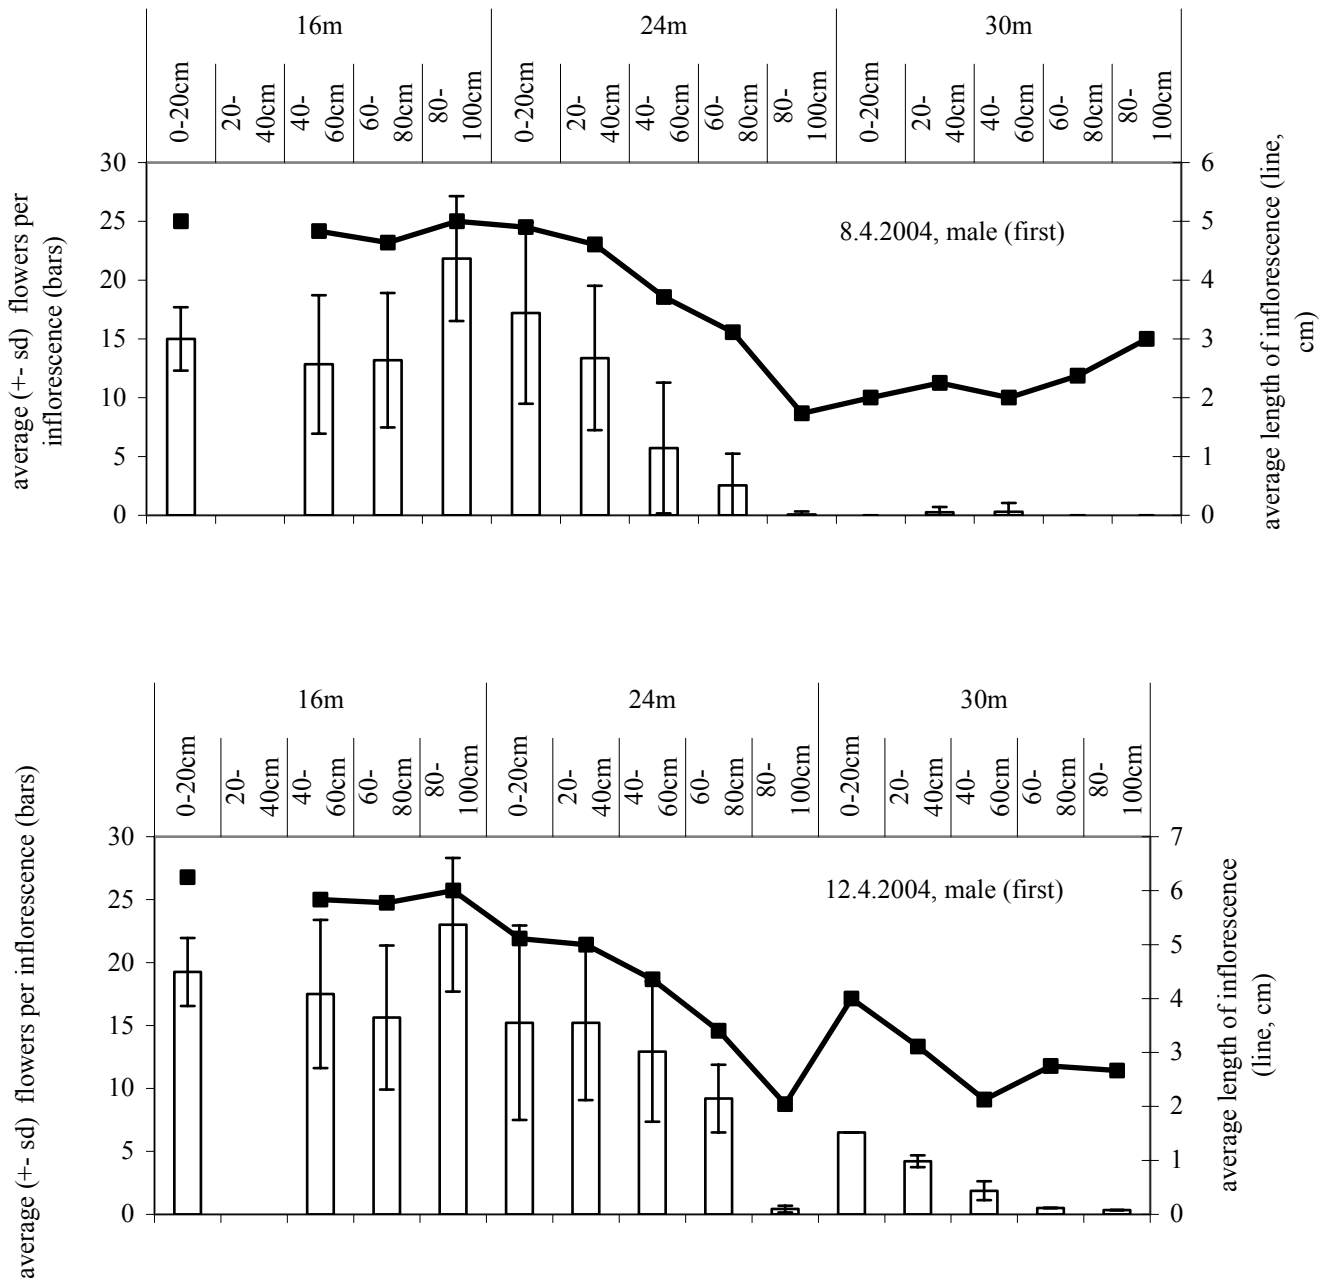 16m 24m 30m
0-20cm 20- 40cm 40- 60cm 60- 80cm 80- 100cm 0-20cm 20- 40cm 40- 60cm 60- 80cm 80- 100cm 0-20cm 20- 40cm 40- 60cm 60- 80cm 80- 100cm
average (+- sd) flowers per
inflorescence (bars)
30
25
20
15
10
5
0
8.4.2004, male (first)
6
5
4
3
2
1
0
average length of inflorescence (line,
cm)
16m 24m 30m
0-20cm 20- 40cm 40- 60cm 60- 80cm 80- 100cm 0-20cm 20- 40cm 40- 60cm 60- 80cm 80- 100cm 0-20cm 20- 40cm 40- 60cm 60- 80cm 80- 100cm
average (+- sd) flowers per inflorescence (bars)
30
25
20
15
10
5
0
12.4.2004, male (first)
7
6
5
4
3
2
1
0
average length of inflorescence
(line, cm)